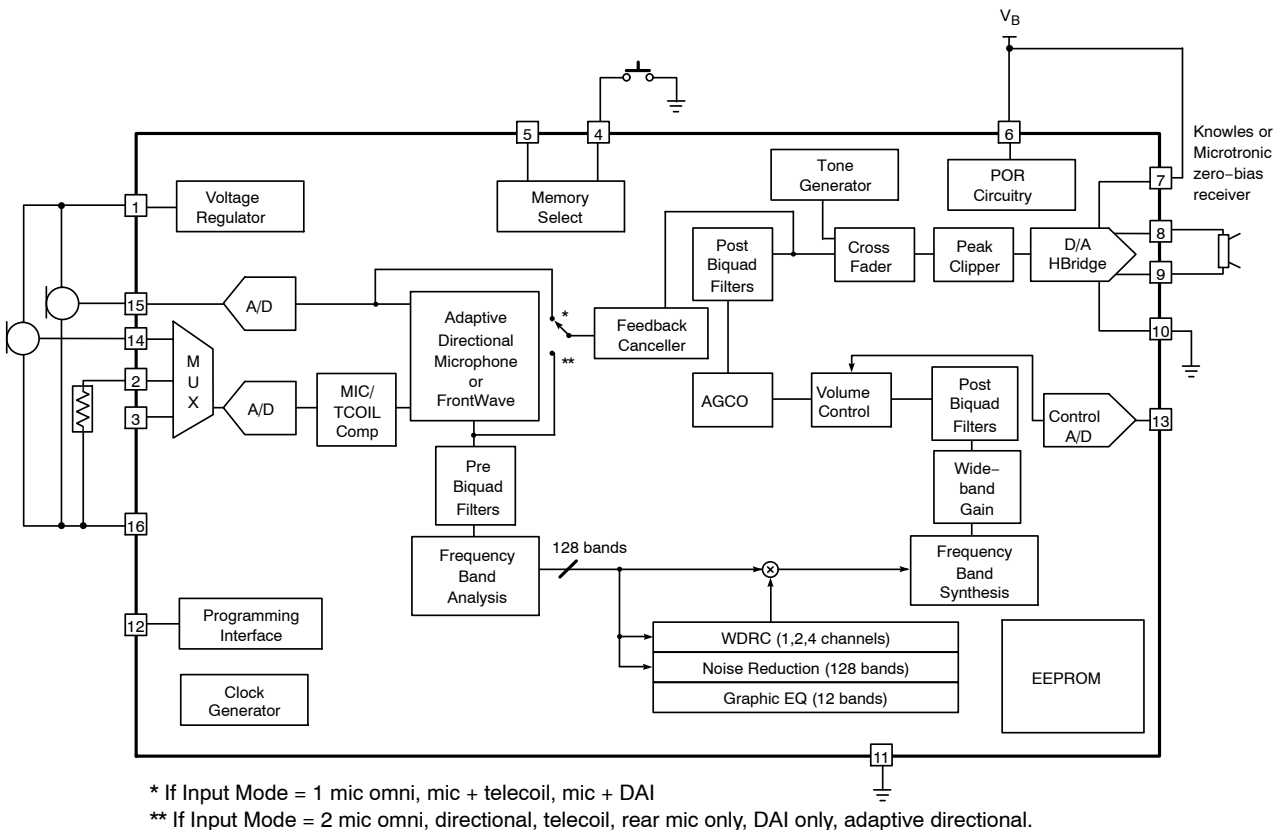 VB
5
4
6
Knowles or
Microtronic
zero−bias
receiver
Tone
Generator
POR
Circuitry
7
1
Voltage
Regulator
Memory
Select
8
Post
Biquad
Filters
Cross
Fader
Peak
Clipper
D/A
HBridge
9
15
A/D
Adaptive
Directional
Microphone
or
FrontWave
*
**
Feedback
Canceller
10
14
M
U
X
2
3
A/D
MIC/
TCOIL
Comp
AGCO
Volume
Control
Post
Biquad
Filters
Control
A/D
13
Pre
Biquad
Filters
Wide−
band
Gain
16
128 bands
Frequency
Band
Analysis
×
Frequency
Band
Synthesis
12
Programming
Interface
WDRC (1,2,4 channels)
Noise Reduction (128 bands)
Graphic EQ (12 bands)
EEPROM
Clock
Generator
11
* If Input Mode = 1 mic omni, mic + telecoil, mic + DAI
** If Input Mode = 2 mic omni, directional, telecoil, rear mic only, DAI only, adaptive directional.